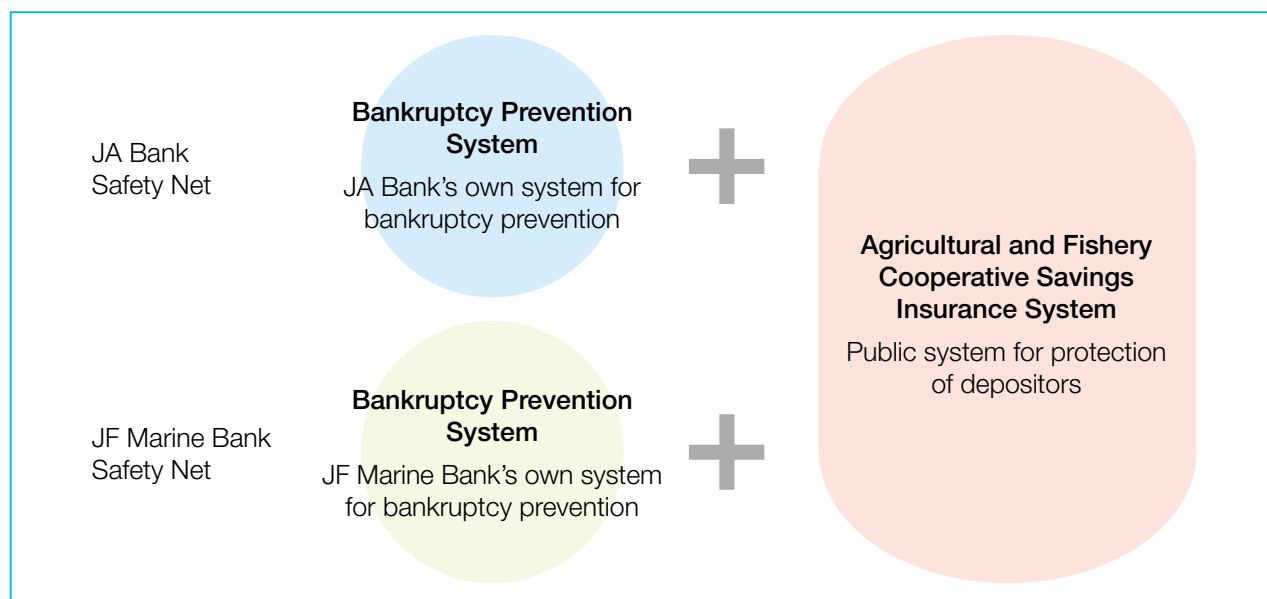 JA Bank
Safety Net
Bankruptcy Prevention
System
JA Bank’s own system for
bankruptcy prevention
JF Marine Bank
Safety Net
Bankruptcy Prevention
System
JF Marine Bank’s own system
for bankruptcy prevention
Agricultural and Fishery
Cooperative Savings
Insurance System
Public system for protection
of depositors